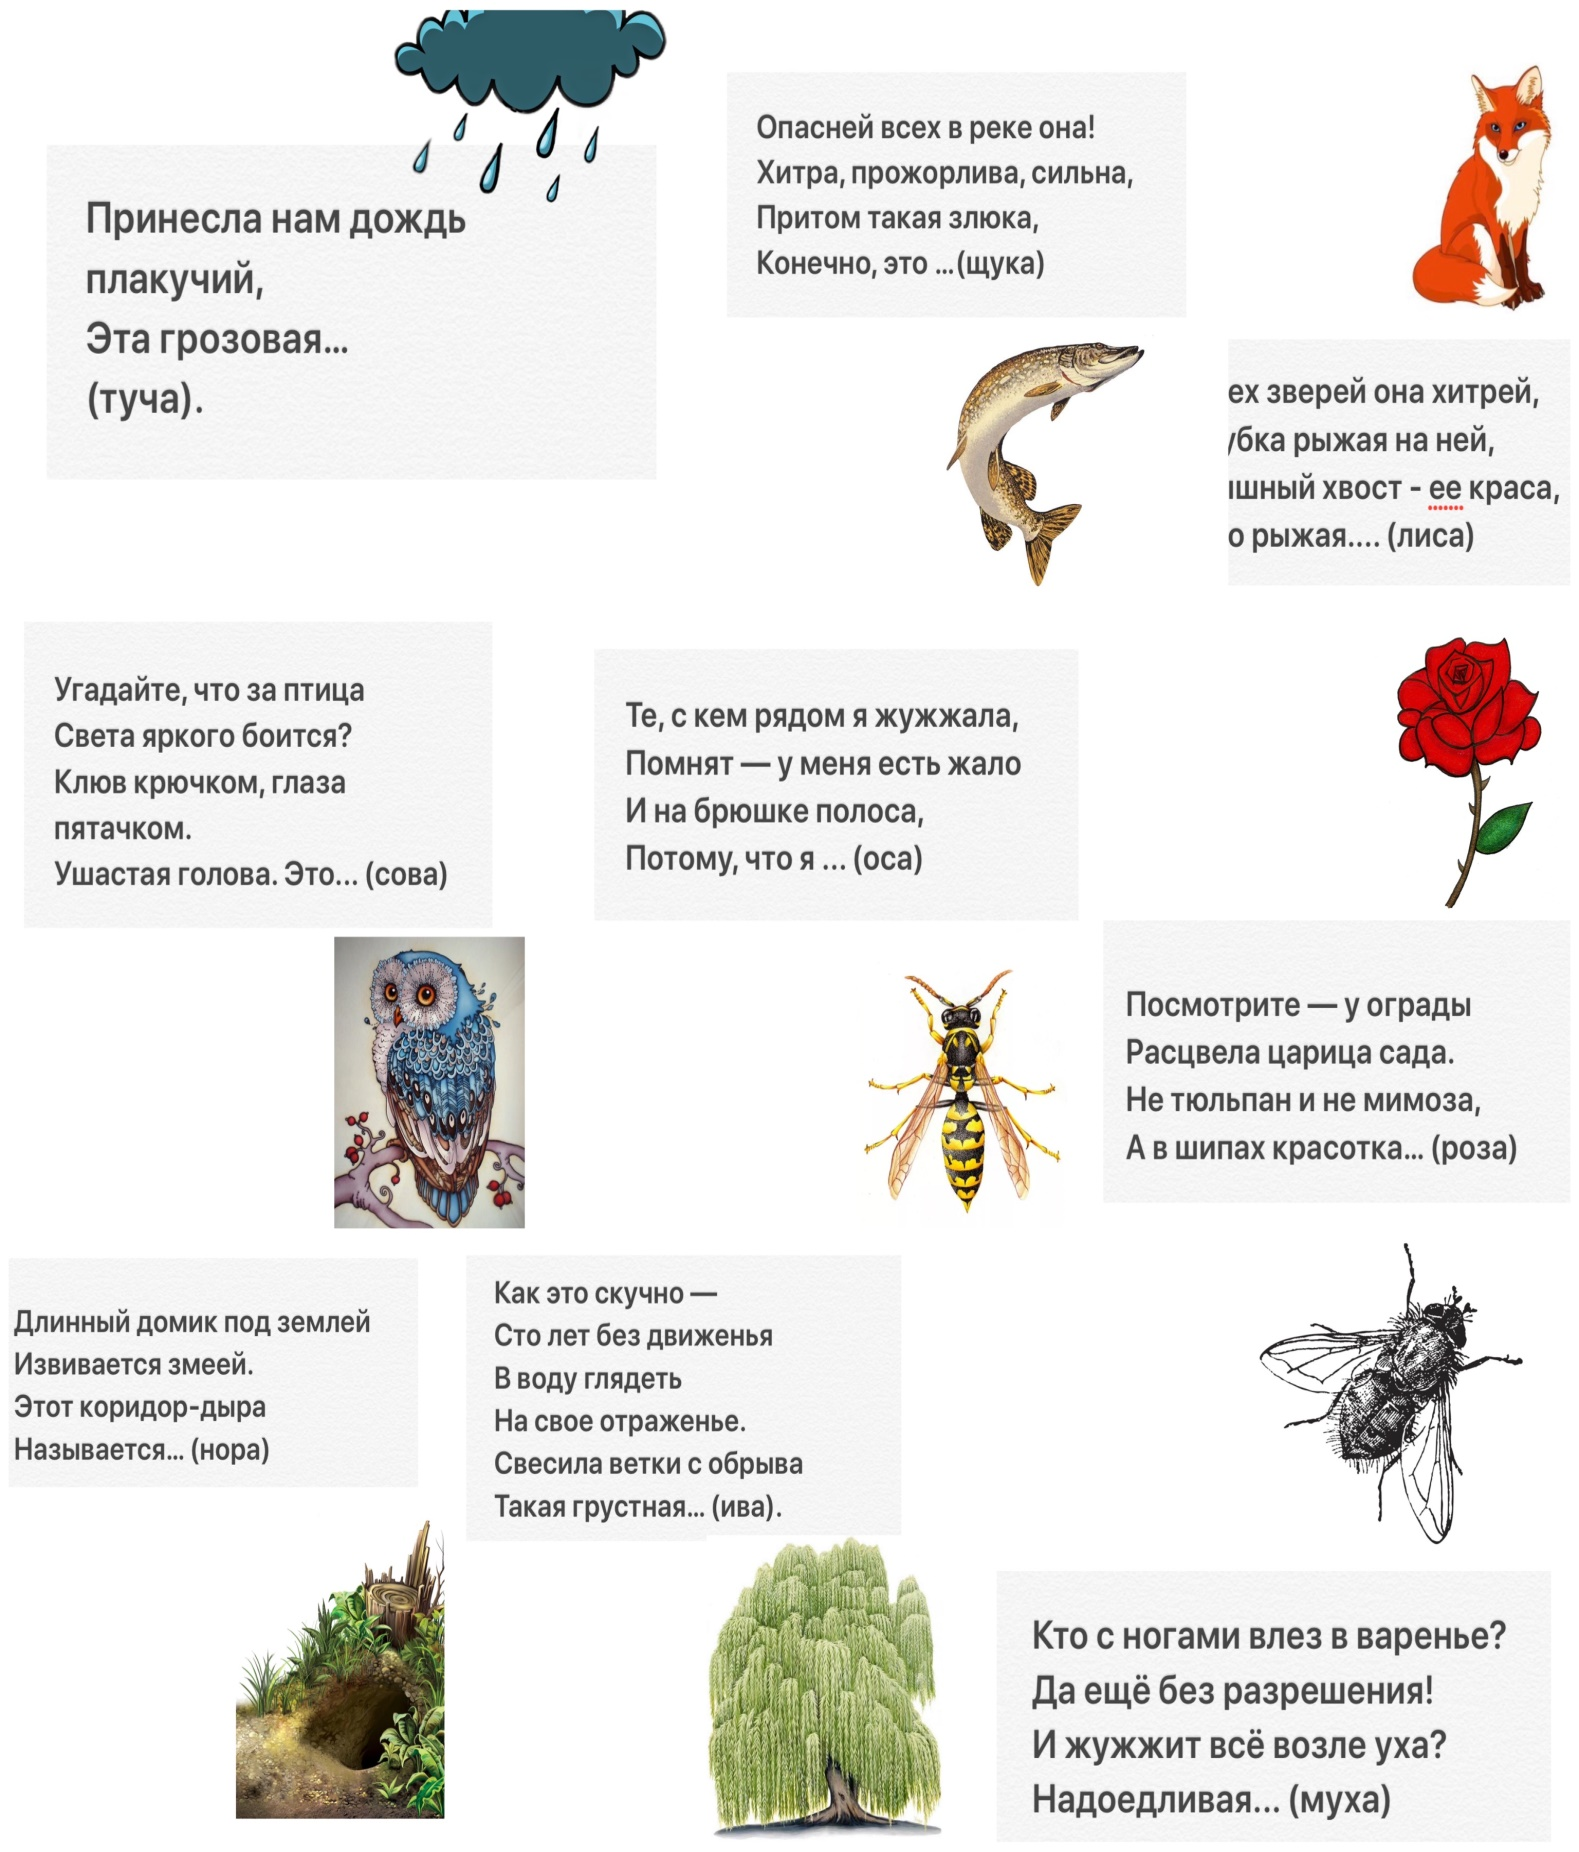 Принесла нам дождь
плакучий,
Эта грозовая...
(туча).
Опасней всех в реке она!
Хитра, прожорлива, сильна,
Притом такая злюка,
Конечно, это ...(щука)
ех зверей она хитрей,
убка рыжая на ней,
шный хвост - ее краса,
о рыжая.... (лиса)
Угадайте, что за птица
Света яркого боится?
Клюв крючком, глаза
пятачком.
Ушастая голова. Это... (сова)
Те, с кем рядом я жужжала,
Помнят — у меня есть жало
И на брюшке полоса,
Потому, что я ... (оса)
Посмотрите — у ограды
Расцвела царица сада.
Не тюльпан и не мимоза,
А в шипах красотка... (роза)
Длинный домик под землей
Извивается змеей.
Этот коридор-дыра
Называется... (нора)
Как это скучно —
Сто лет без движенья
В воду глядеть
На свое отраженье.
Свесила ветки с обрыва
Такая грустная... (ива).
Кто с ногами влез в варенье?
Да ещё без разрешения!
И жужжит всё возле уха?
Надоедливая... (муха)